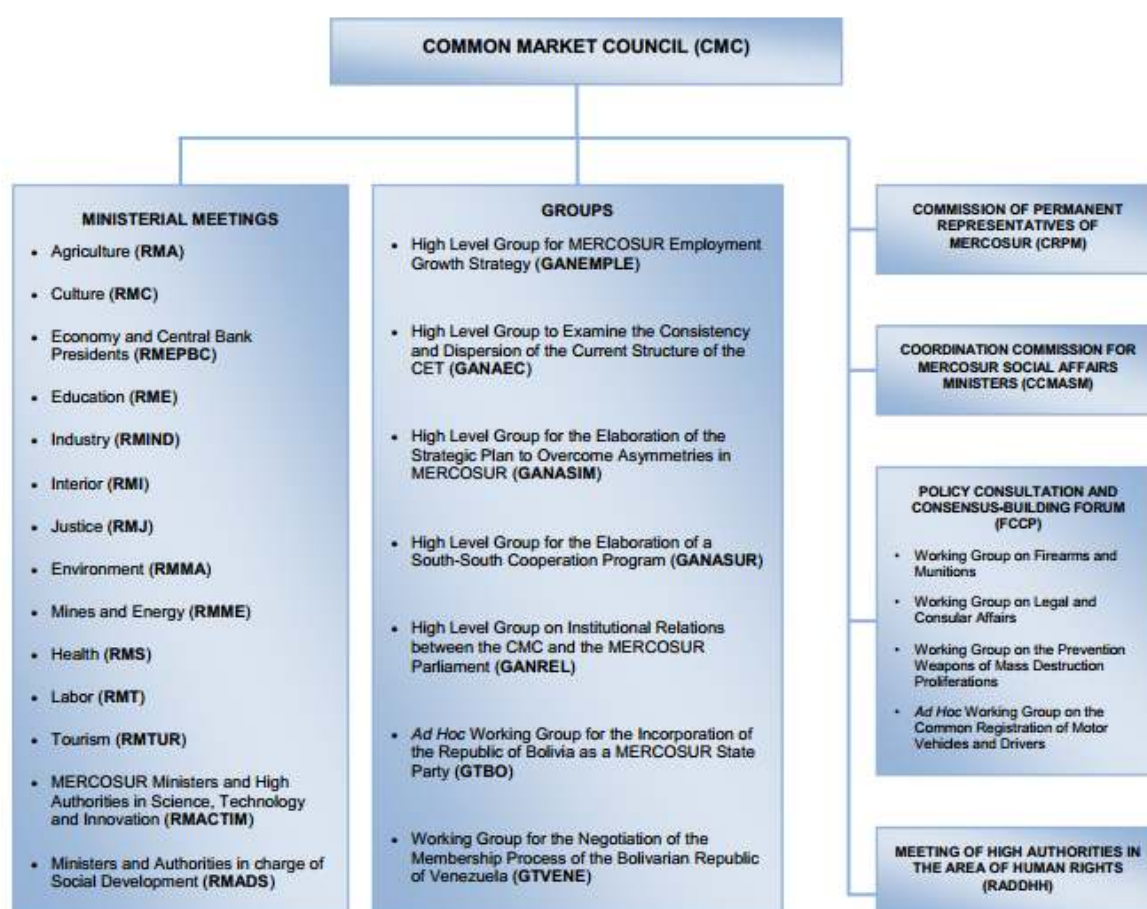 COMMON MARKET COUNCIL (CMC)
MINISTERIAL MEETINGS
• Agriculture (RMA)
• Culture (RMC)
• Economy and Central Bank
Presidents (RMEPBC)
• Education (RME)
• Industry (RMIND)
• Interior (RMI)
• Justice (RMJ)
• Environment (RMMA)
• Mines and Energy (RMME)
• Health (RMS)
• Labor (RMT)
• Tourism (RMTUR)
• MERCOSUR Ministers and High
Authorities in Science, Technology
and Innovation (RMACTIM)
• Ministers and Authorities in charge of
Social Development (RMADS)
GROUPS
• High Level Group for MERCOSUR Employment
Growth Strategy (GANEMPLE)
• High Level Group to Examine the Consistency
and Dispersion of the Current Structure of the
CET (GANAEC)
• High Level Group for the Elaboration of the
Strategic Plan to Overcome Asymmetries in
MERCOSUR (GANASIM)
• High Level Group for the Elaboration of a
South-South Cooperation Program (GANASUR)
• High Level Group on Institutional Relations
between the CMC and the MERCOSUR
Parliament (GANREL)
• Ad Hoc Working Group for the Incorporation of
the Republic of Bolivia as a MERCOSUR State
Party (GTBO)
• Working Group for the Negotiation of the
Membership Process of the Bolivarian Republic
of Venezuela (GTVENE)
COMMISSION OF PERMANENT
REPRESENTATIVES OF
MERCOSUR (CRPM)
COORDINATION COMMISSION FOR
MERCOSUR SOCIAL AFFAIRS
MINISTERS (CCMASM)
POLICY CONSULTATION AND
CONSENSUS-BUILDING FORUM
(FCCP)
• Working Group on Firearms and
Munitions
• Working Group on Legal and
Consular Affairs
• Working Group on the Prevention
Weapons of Mass Destruction
Proliferations
• Ad Hoc Working Group on the
Common Registration of Motor
Vehicles and Drivers
MEETING OF HIGH AUTHORITIES IN
THE AREA OF HUMAN RIGHTS
(RADDHH)